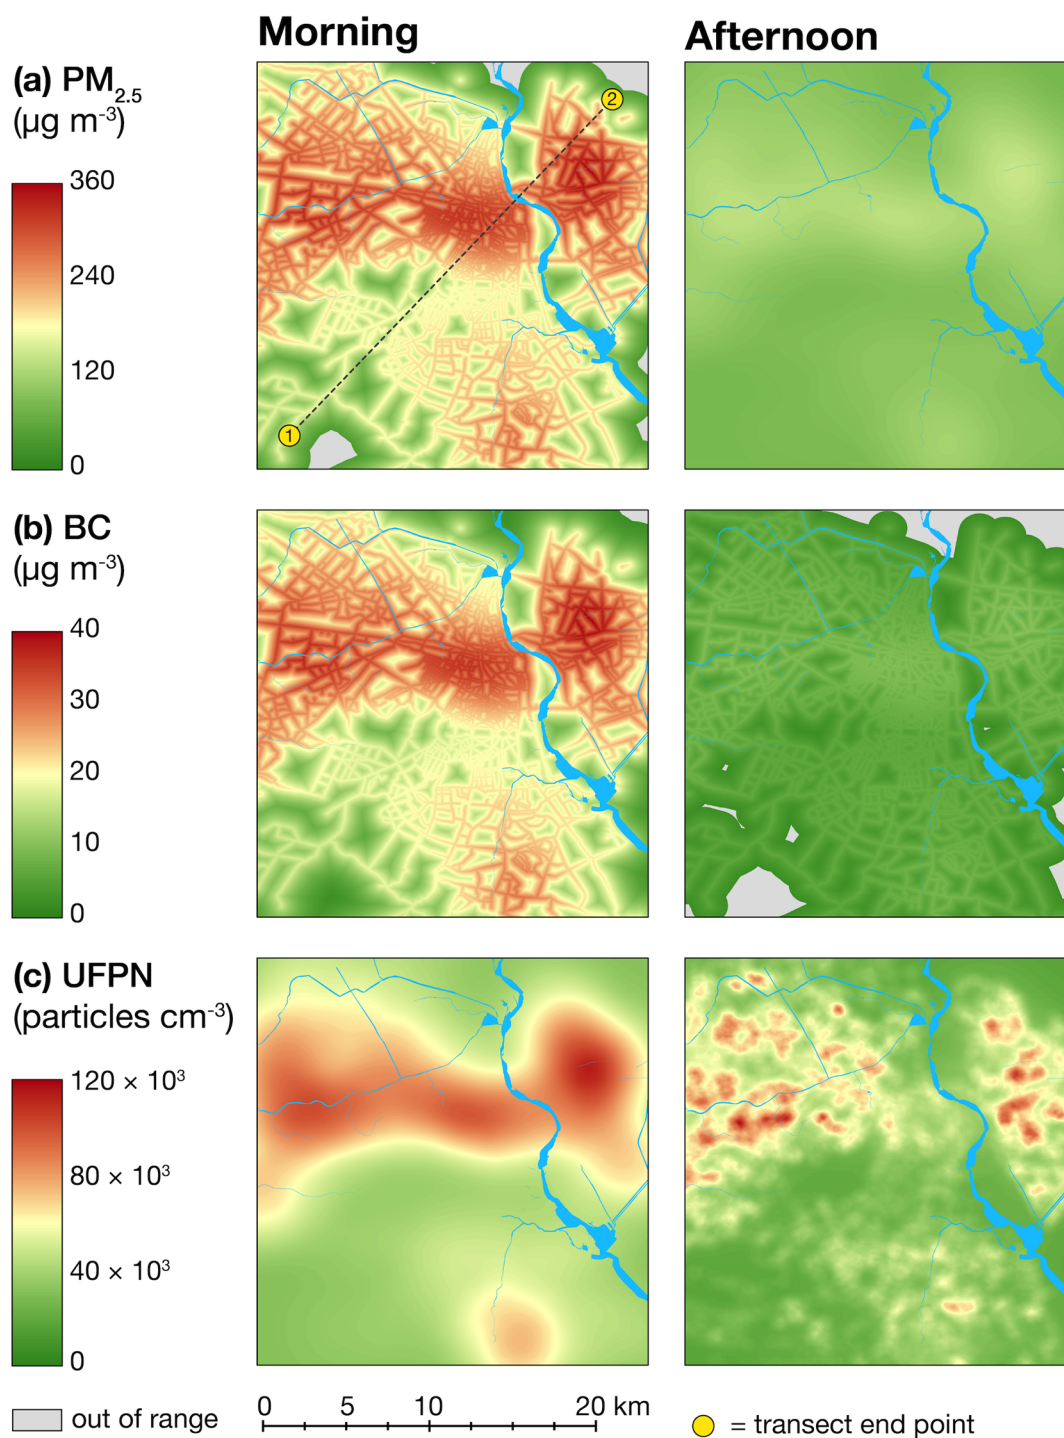 Morning
Afternoon
(a) PM2.5
(µg m-3)
360
240
120
0
2
1
(b) BC
(µg m-3)
40
30
20
10
0
(c) UFPN
(particles cm-3)
120 × 10³
80 × 10³
40 × 10³
0
out of range
0 5 10 20 km
= transect end point